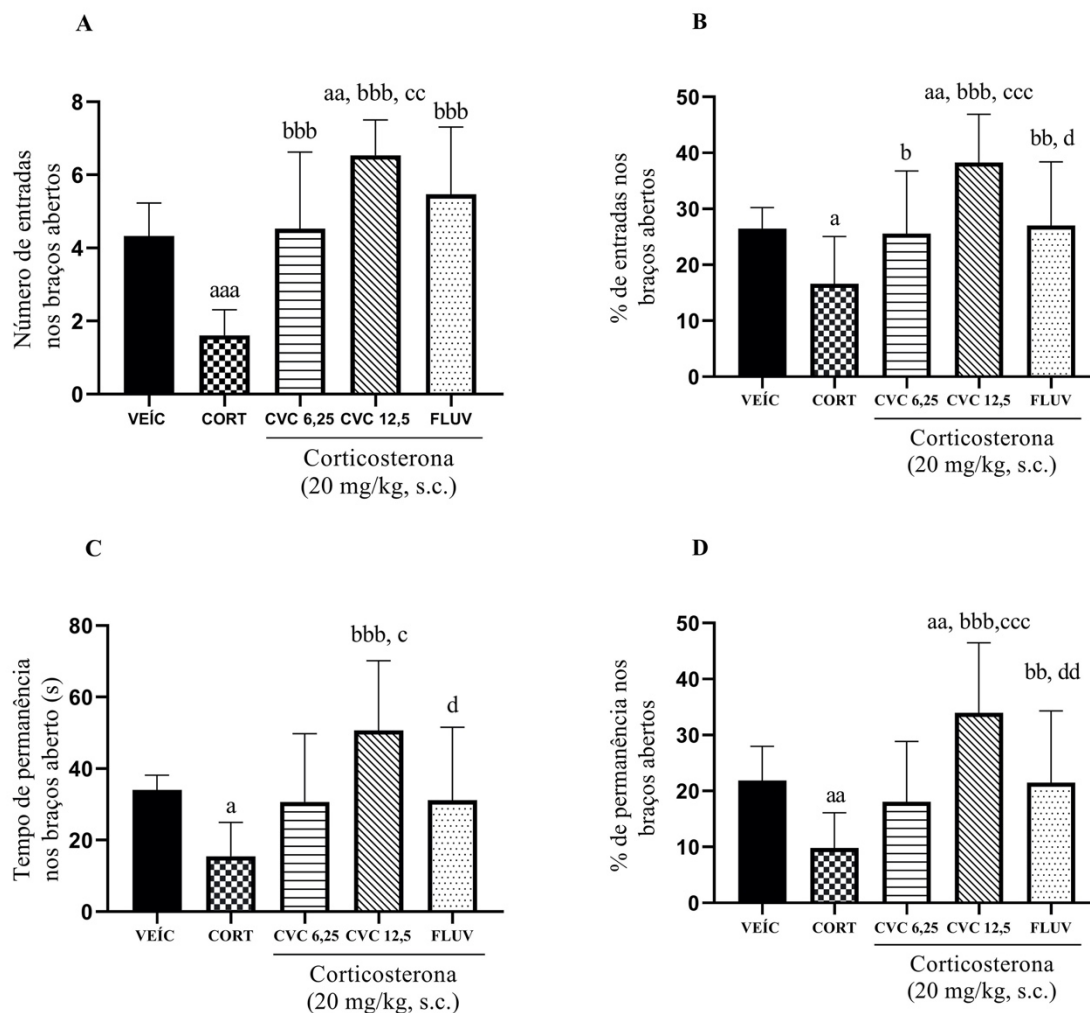 A
Número de entradas
nos braços abertos
8
6
4
2
0
aaa
bbb
aa, bbb, cc
bbb
VEÍC
CORT
CVC 6,25
CVC 12,5
FLUV
Corticosterona
(20 mg/kg, s.c.)
B
% de entradas nos
braços abertos
50
40
30
20
10
0
a
b
aa, bbb, ccc
bb, d
VEÍC
CORT
CVC 6,25
CVC 12,5
FLUV
Corticosterona
(20 mg/kg, s.c.)
C
Tempo de permanência
nos braços aberto (s)
80
60
40
20
0
a
bbb, c
d
VEÍC
CORT
CVC 6,25
CVC 12,5
FLUV
Corticosterona
(20 mg/kg, s.c.)
D
% de permanência nos
braços abertos
50
40
30
20
10
0
aa
aa, bbb,ccc
bb, dd
VEÍC
CORT
CVC 6,25
CVC 12,5
FLUV
Corticosterona
(20 mg/kg, s.c.)